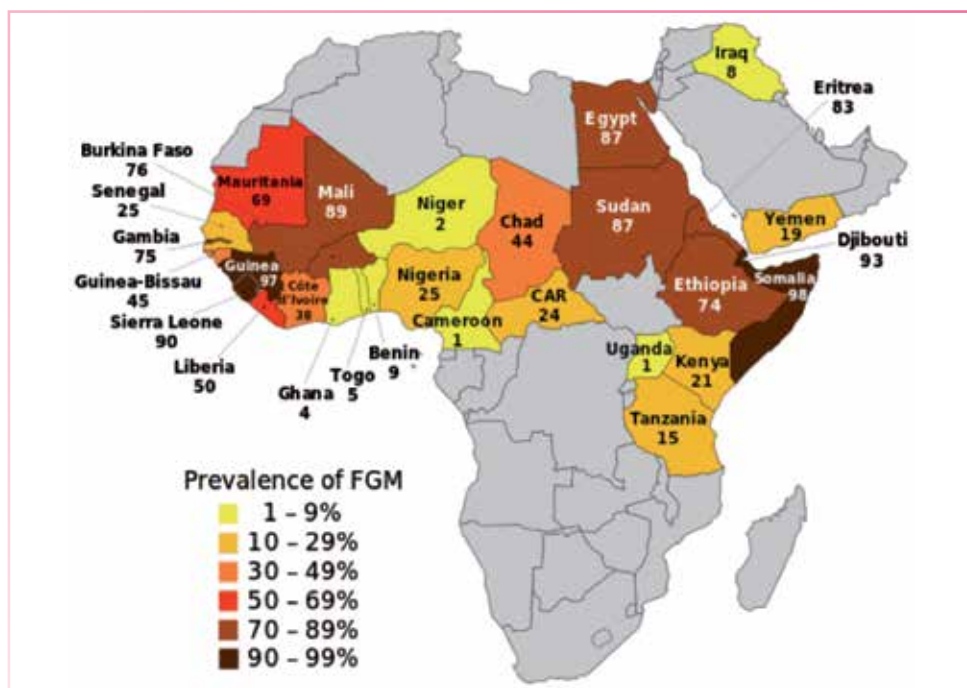 Iraq
8
Eritrea
83
Egypt
87
Burkina Faso
76
Mauritania
69
Mali
89
Niger
2
Chad
44
Sudan
87
Senegal
25
Yemen
19
Gambia
75
Djibouti
93
Guinea
97
Nigeria
25
Ethiopia
74
Somalia
98
Guinea-Bissau
45
Côte
d'Ivoire
38
CAR
24
Sierra Leone
90
Cameroon
1
Uganda
1
Kenya
21
Liberia
50
Ghana
4
Togo
5
Benin
9
Tanzania
15
Prevalence of FGM
1 – 9%
10 – 29%
30 – 49%
50 – 69%
70 – 89%
90 – 99%